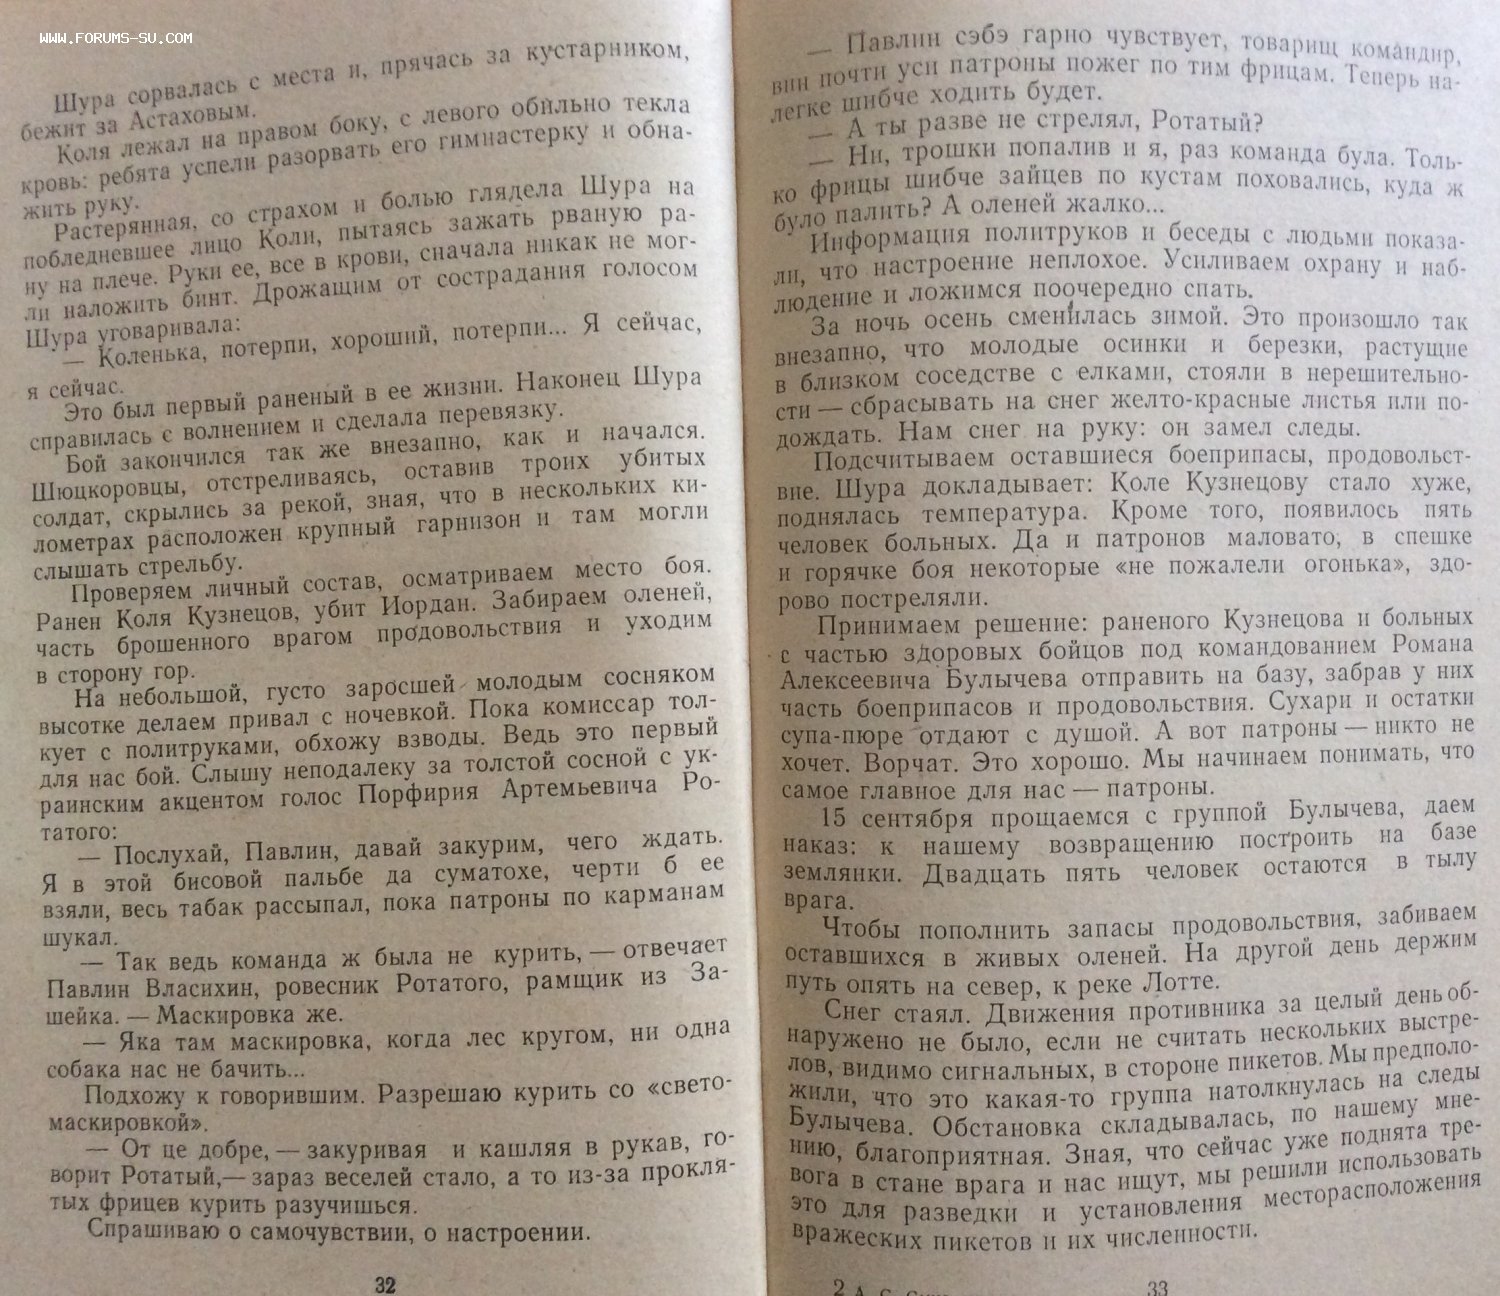 WWW.FORUMS-SU.COM
Шура сорвалась с места и, прячась за кустарником,
бежит за Астаховым.
Коля лежал на правом боку, с левого обильно текла
кровь: ребята успели разорвать его гимнастерку и обна-
жить руку.
Растерянная, со страхом и болью глядела Шура на
побледневшее лицо Коли, пытаясь зажать рваную ра-
ну на плече. Руки ее, все в крови, сначала никак не мог-
ли наложить бинт. Дрожащим от сострадания голосом
Шура уговаривала:
— Коленька, потерпи, хороший, потерпи... Я сейчас,
я сейчас.
Это был первый раненый в ее жизни. Наконец Шура
справилась с волнением и сделала перевязку.
Бой закончился так же внезапно, как и начался.
Шюцкоровцы, отстреливаясь, оставив троих убитых
солдат, скрылись за рекой, зная, что в нескольких ки-
лометрах расположен крупный гарнизон и там могли
слышать стрельбу.
Проверяем личный состав, осматриваем место боя.
Ранен Коля Кузнецов, убит Иордан. Забираем оленей,
часть брошенного врагом продовольствия и уходим
в сторону гор.
На небольшой, густо заросшей молодым сосняком
высотке делаем привал с ночевкой. Пока комиссар тол-
кует с политруками, обхожу взводы. Ведь это первый
для нас бой. Слышу неподалеку за толстой сосной с ук-
раинским акцентом голос Порфирия Артемьевича Ро-
татого:
— Послухай, Павлин, давай закурим, чего ждать.
Я в этой бисовой пальбе да суматохе, черти б ее
взяли, весь табак рассыпал, пока патроны по карманам
шукал.
— Так ведь команда ж была не курить, — отвечает
Павлин Власихин, ровесник Ротатого, рамщик из За-
шейка. — Маскировка же.
— Яка там маскировка, когда лес кругом, ни одна
собака нас не бачить...
Подхожу к говорившим. Разрешаю курить со «свето-
маскировкой».
— От це добре, — закуривая и кашляя в рукав, го-
ворит Ротатый,— зараз веселей стало, а то из-за прокля-
тых фрицев курить разучишься.
Спрашиваю о самочувствии, о настроении.
32
— Павлин сэбэ гарно чувствует, товарищ командир,
вин почти уси патроны пожег по тим фрицам. Теперь на-
легке шибче ходить будет.
— А ты разве не стрелял, Ротатый?
— Ни, трошки попалив и я, раз команда була. Толь-
ко фрицы шибче зайцев по кустам поховались, куда ж
було палить? А оленей жалко...
Информация политруков и беседы с людьми показа-
ли, что настроение неплохое. Усиливаем охрану и наб-
людение и ложимся поочередно спать.
За ночь осень сменилась зимой. Это произошло так
внезапно, что молодые осинки и березки, растущие
в близком соседстве с елками, стояли в нерешительно-
сти — сбрасывать на снег желто-красные листья или по-
дождать. Нам снег на руку: он замел следы.
Подсчитываем оставшиеся боеприпасы, продовольст-
вие. Шура докладывает: Коле Кузнецову стало хуже,
поднялась температура. Кроме того, появилось пять
человек больных. Да и патронов маловато, в спешке
и горячке боя некоторые «не пожалели огонька», здо-
рово постреляли.
Принимаем решение: раненого Кузнецова и больных
с частью здоровых бойцов под командованием Романа
Алексеевича Булычева отправить на базу, забрав у них
часть боеприпасов и продовольствия. Сухари и остатки
супа-пюре отдают с душой. А вот патроны — никто не
хочет. Ворчат. Это хорошо. Мы начинаем понимать, что
самое главное для нас — патроны.
15 сентября прощаемся с группой Булычева, даем
наказ: к нашему возвращению построить на базе
землянки. Двадцать пять человек остаются в тылу
врага.
Чтобы пополнить запасы продовольствия, забиваем
оставшихся в живых оленей. На другой день держим
путь опять на север, к реке Лотте.
Снег стаял. Движения противника за целый день об-
наружено не было, если не считать нескольких выстре-
лов, видимо сигнальных, в стороне пикетов. Мы предполо-
жили, что это какая-то группа натолкнулась на следы
Булычева. Обстановка складывалась, по нашему мне-
нию, благоприятная. Зная, что сейчас уже поднята тре-
вога в стане врага и нас ищут, мы решили использовать
это для разведки и установления месторасположения
вражеских пикетов и их численности.
2 А. С.
33